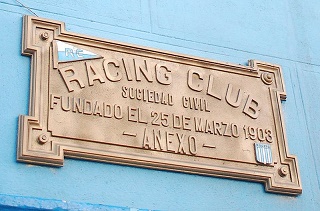 RACING CLUB
SOCIEDAD CIVIL
FUNDADO EL 25 DE MARZO 1903
— ANEXO —